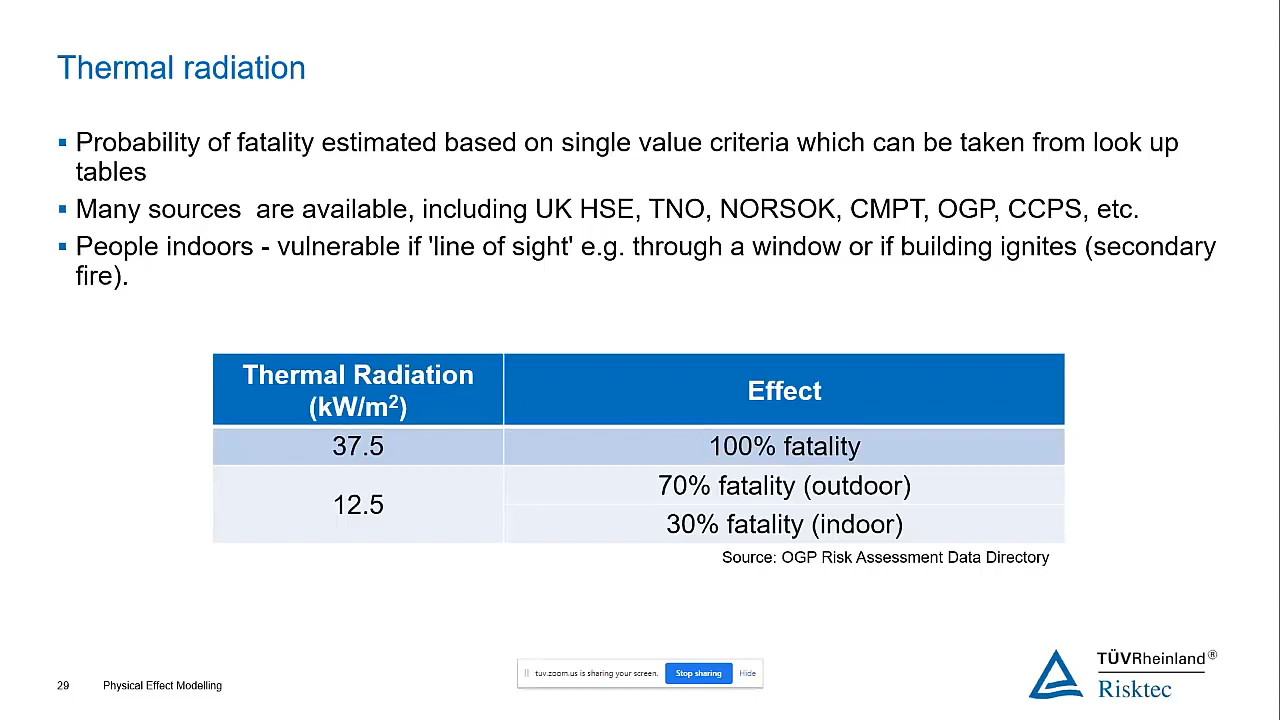 Thermal radiation
▪ Probability of fatality estimated based on single value criteria which can be taken from look up
tables
▪ Many sources  are available, including UK HSE, TNO, NORSOK, CMPT, OGP, CCPS, etc.
▪ People indoors - vulnerable if 'line of sight' e.g. through a window or if building ignites (secondary
fire).
Thermal Radiation
(kW/m²)
Effect
37.5
100% fatality
12.5
70% fatality (outdoor)
30% fatality (indoor)
Source: OGP Risk Assessment Data Directory
29
Physical Effect Modelling
tuv.zoom.us is sharing your screen.
Stop sharing
Hide
TÜVRheinland®
Risktec